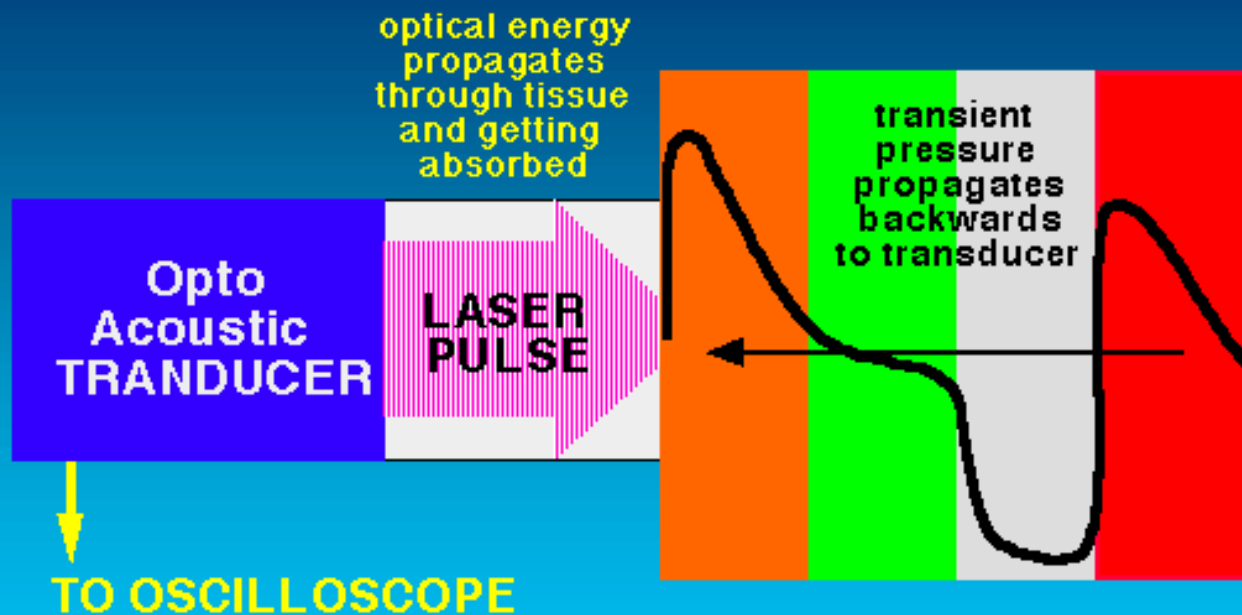 optical energy
propagates
through tissue
and getting
absorbed
transient
pressure
propagates
backwards
to transducer
Opto
Acoustic
TRANDUCER
LASER
PULSE
TO OSCILLOSCOPE